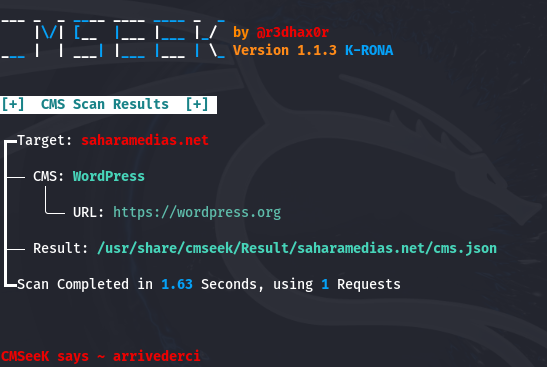 by @r3dhax0r
Version 1.1.3 K-RONA
[+] CMS Scan Results [+]
Target: saharamedias.net
CMS: WordPress
URL: https://wordpress.org
Result: /usr/share/cmseek/Result/saharamedias.net/cms.json
Scan Completed in 1.63 Seconds, using 1 Requests
CMSeeK says ~ arrivederci